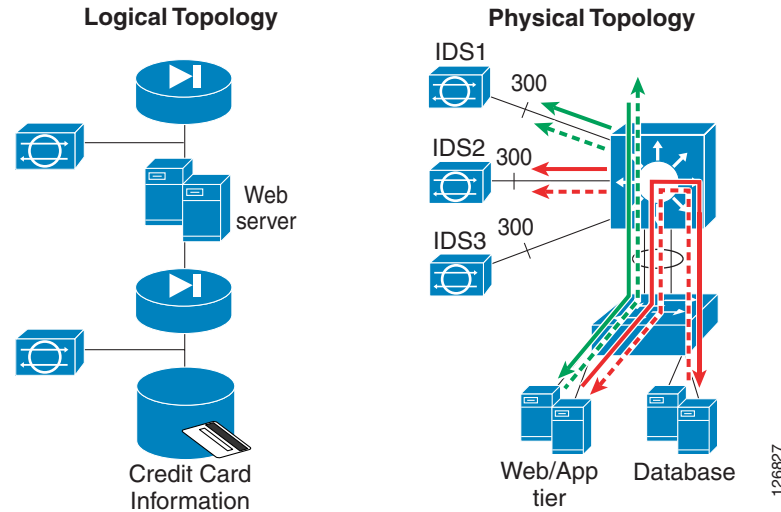 Logical Topology
Web
server
Credit Card
Information
Physical Topology
IDS1
300
IDS2
300
IDS3
300
Web/App
tier
Database
126827